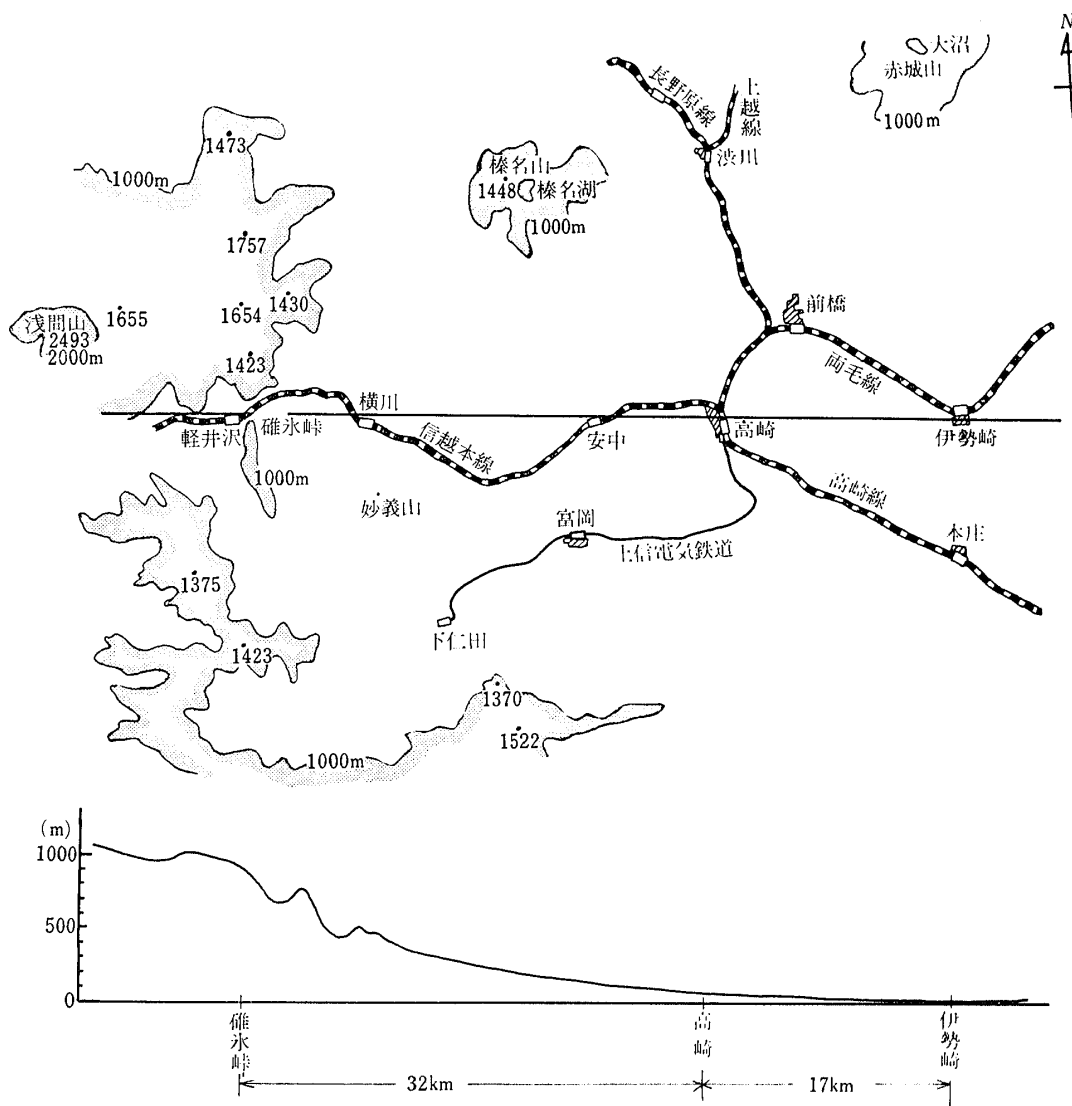 N
大沼
赤城山
1000m
長野原線
上越線
渋川
1473
1000m
榛名山
1448
榛名湖
1000m
1757
1430
1654
1655
浅間山
2493
2000m
1423
前橋
両毛線
横川
軽井沢
碓氷峠
信越本線
安中
高崎
伊勢崎
1000m
妙義山
高崎線
富岡
上信電気鉄道
本庄
1375
下仁田
1423
1370
1522
1000m
(m)
1000
500
0
碓氷峠
高崎
伊勢崎
32km
17km